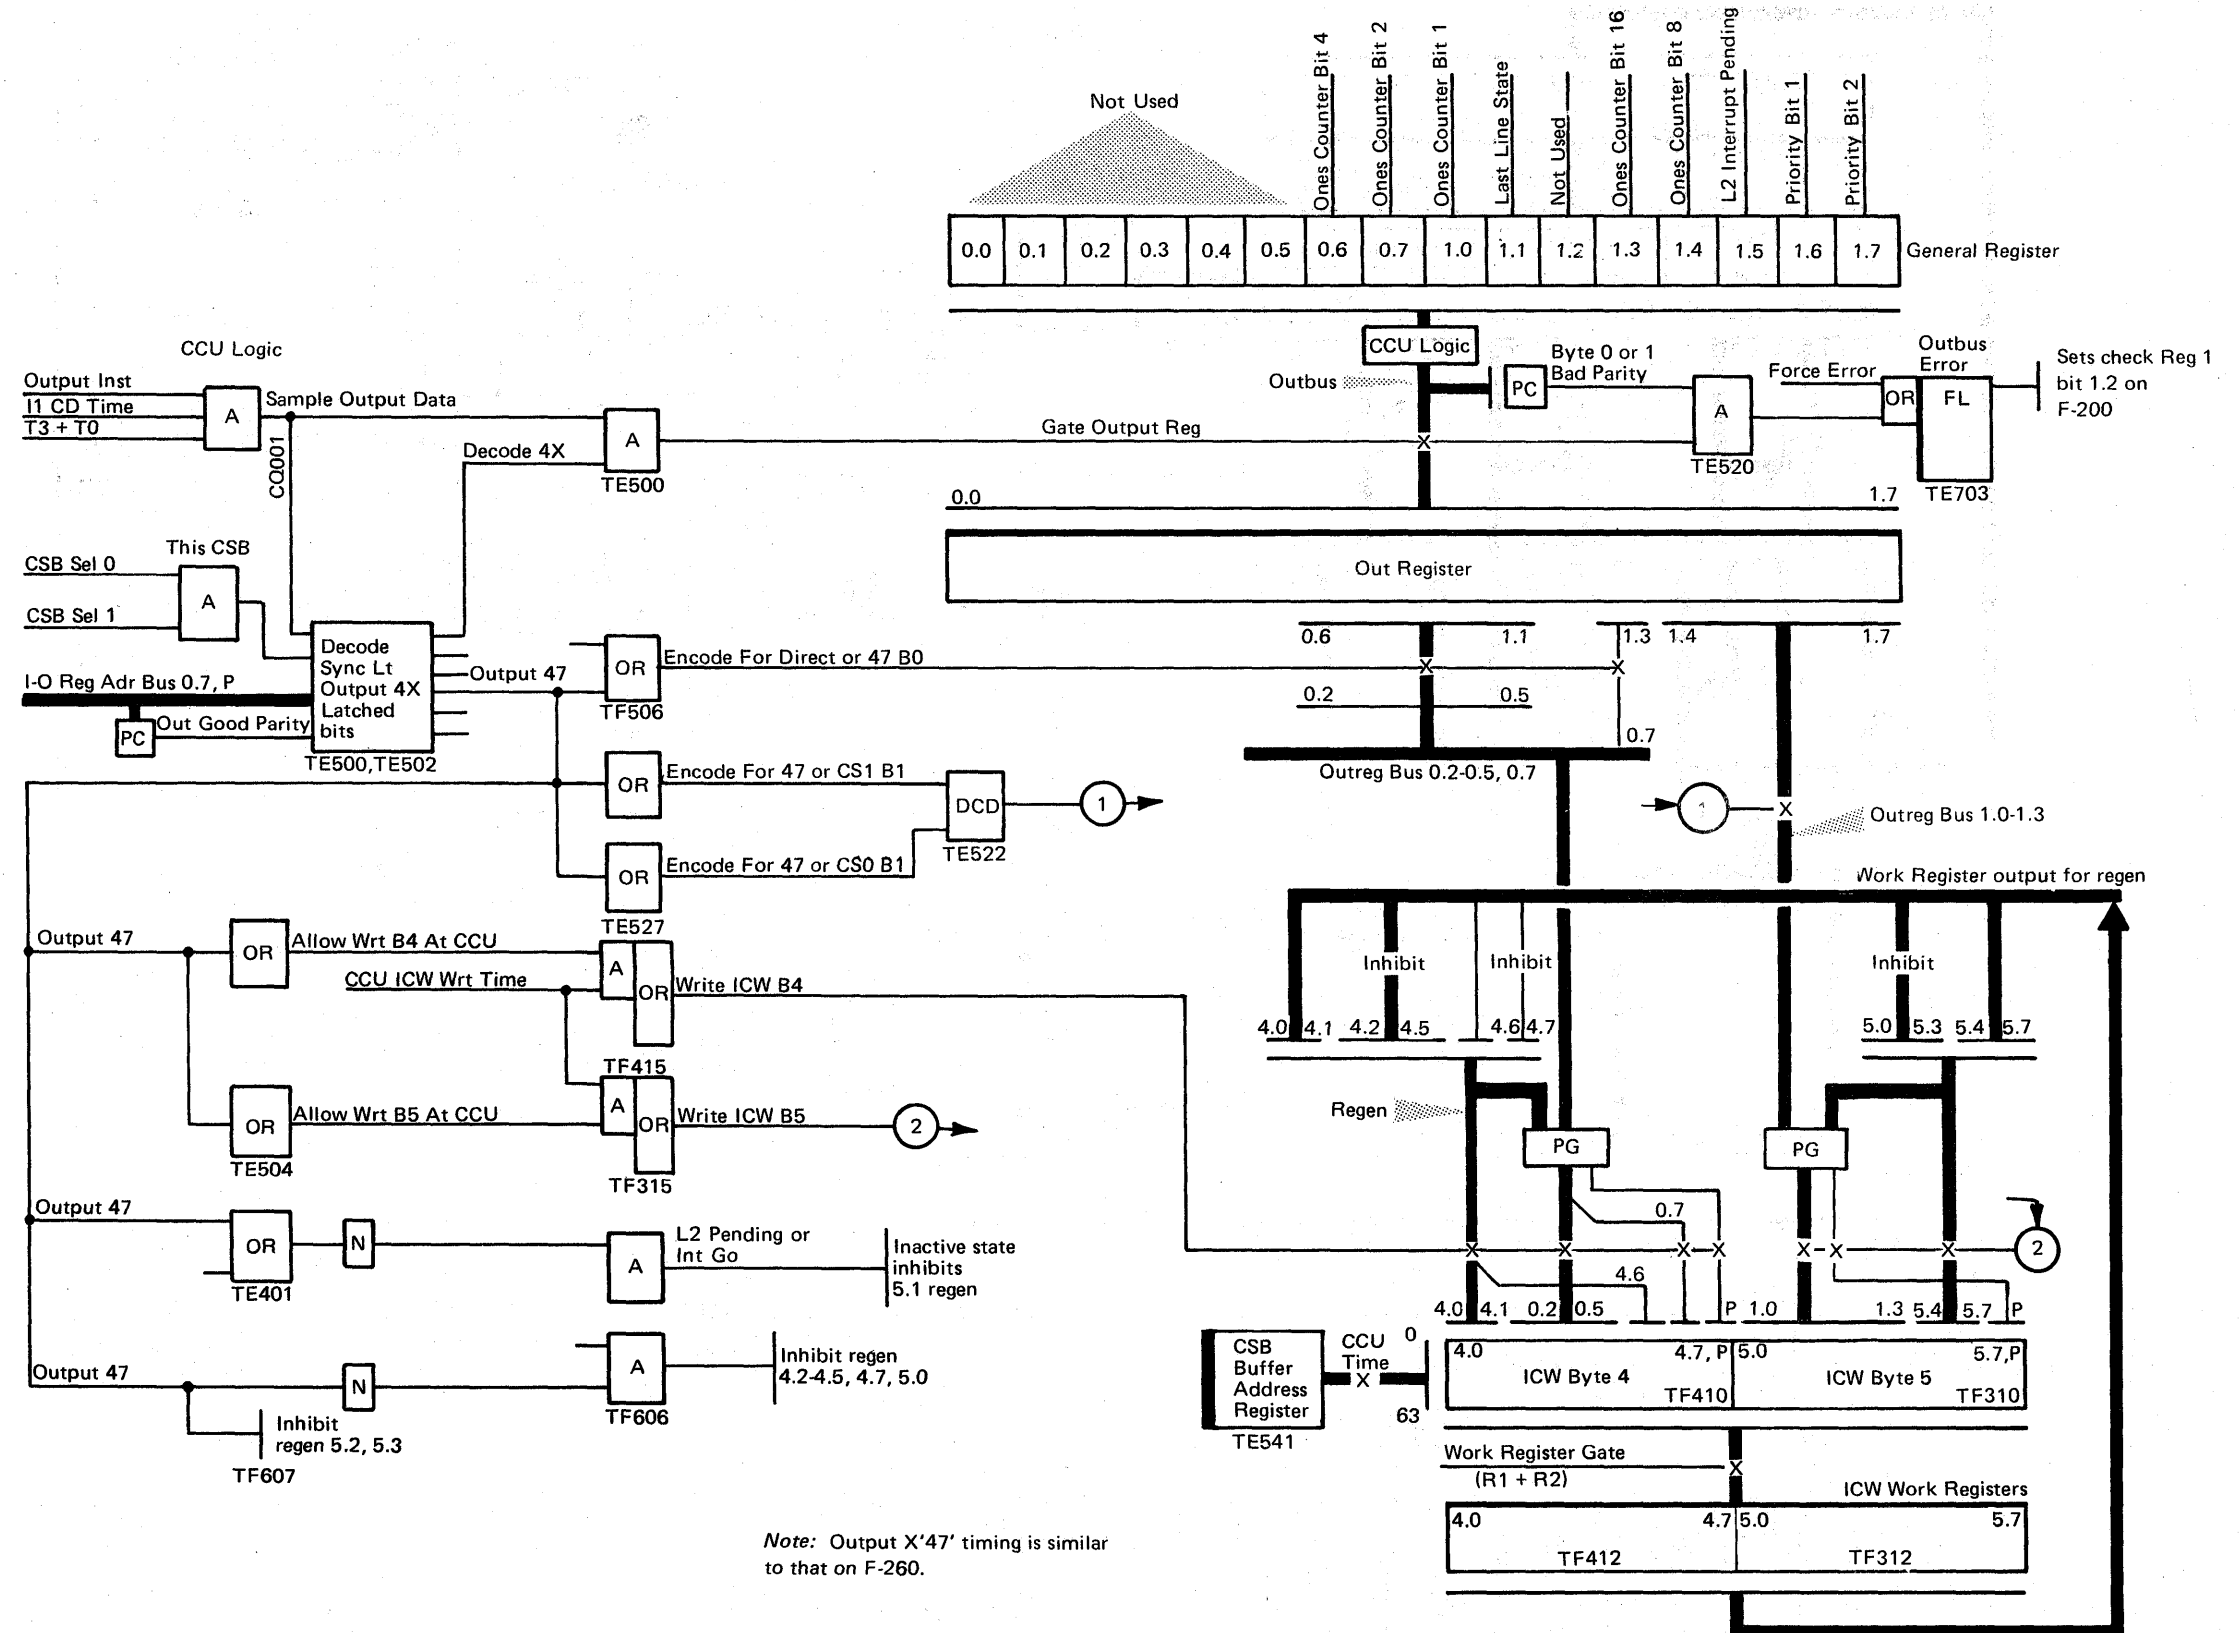 Not Used
Ones Counter Bit 4
Ones Counter Bit 2
Ones Counter Bit 1
Last Line State
Not Used
Ones Counter Bit 16
Ones Counter Bit 8
L2 Interrupt Pending
Priority Bit 1
Priority Bit 2
0.0 0.1 0.2 0.3 0.4 0.5 0.6 0.7 1.0 1.1 1.2 1.3 1.4 1.5 1.6 1.7
General Register
CCU Logic
Output Inst
I1 CD Time
T3 + T0
A
Sample Output Data
CQ001
Decode 4X
A
TE500
Gate Output Reg
CCU Logic
Outbus
PC
Byte 0 or 1
Bad Parity
A
TE520
Force Error
OR
Outbus
Error
FL
TE703
Sets check Reg 1
bit 1.2 on
F-200
X
0.0
1.7
Out Register
This CSB
CSB Sel 0
CSB Sel 1
A
I-O Reg Adr Bus 0.7, P
PC
Out Good Parity
Decode
Sync Lt
Output 4X
Latched
bits
TE500,TE502
Output 47
OR
TF506
Encode For Direct or 47 B0
0.6
1.1
1.3
1.4
1.7
X
X
0.2
0.5
0.7
Outreg Bus 0.2-0.5, 0.7
OR
Encode For 47 or CS1 B1
DCD
TE522
1
OR
Encode For 47 or CS0 B1
TE527
1
X
Outreg Bus 1.0-1.3
Work Register output for regen
Output 47
OR
Allow Wrt B4 At CCU
CCU ICW Wrt Time
A
OR
Write ICW B4
TF415
Inhibit
Inhibit
Inhibit
4.0 4.1 4.2 4.5 4.6 4.7
5.0 5.3 5.4 5.7
OR
TE504
Allow Wrt B5 At CCU
A
OR
Write ICW B5
TF315
2
Regen
PG
PG
0.7
Output 47
OR
TE401
N
A
L2 Pending or
Int Go
Inactive state
inhibits
5.1 regen
X X X X
X X X
2
4.6
4.0 4.1 0.2 0.5 P 1.0 1.3 5.4 5.7 P
Output 47
N
A
TF606
Inhibit regen
4.2-4.5, 4.7, 5.0
Inhibit
regen 5.2, 5.3
TF607
CSB
Buffer
Address
Register
TE541
CCU
Time
X
0
63
4.0
4.7, P
ICW Byte 4
TF410
5.0
5.7,P
ICW Byte 5
TF310
Work Register Gate
(R1 + R2)
X
ICW Work Registers
4.0
4.7
5.0
5.7
TF412
TF312
Note: Output X'47' timing is similar
to that on F-260.